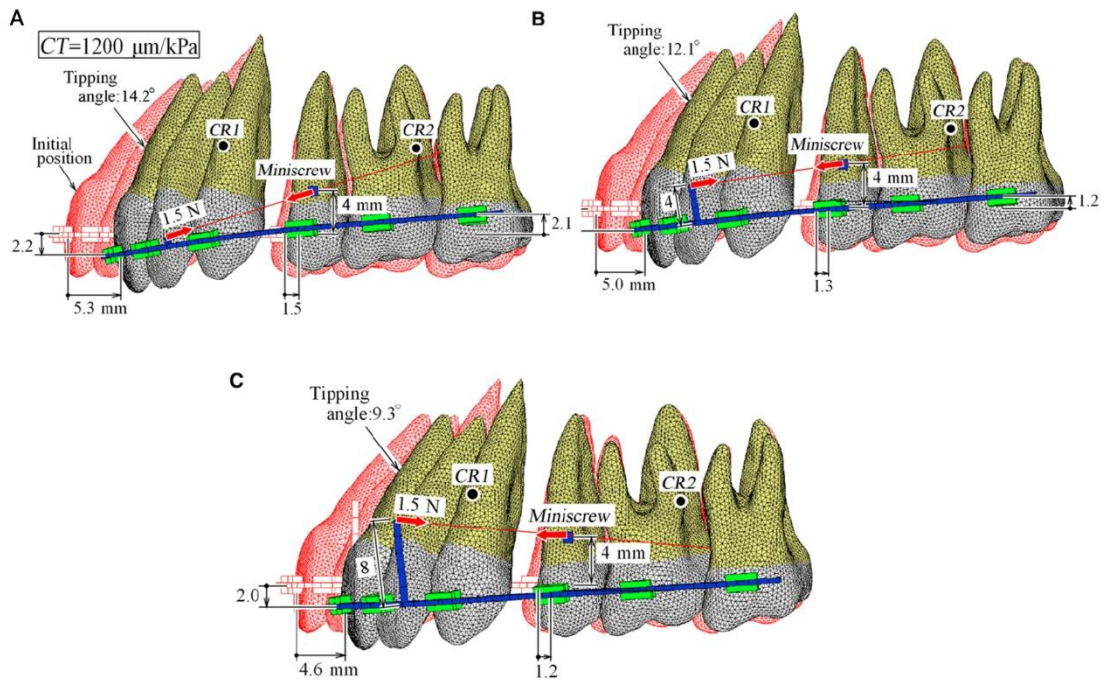 A
CT=1200 μm/kPa
Tipping
angle:14.2°
Initial
position
CR1
CR2
Miniscrew
1.5 N
4 mm
2.1
2.2
5.3 mm
1.5
B
Tipping
angle:12.1°
CR1
CR2
Miniscrew
1.5 N
4
4 mm
1.2
5.0 mm
1.3
C
Tipping
angle:9.3°
CR1
CR2
1.5 N
Miniscrew
8
4 mm
2.0
4.6 mm
1.2